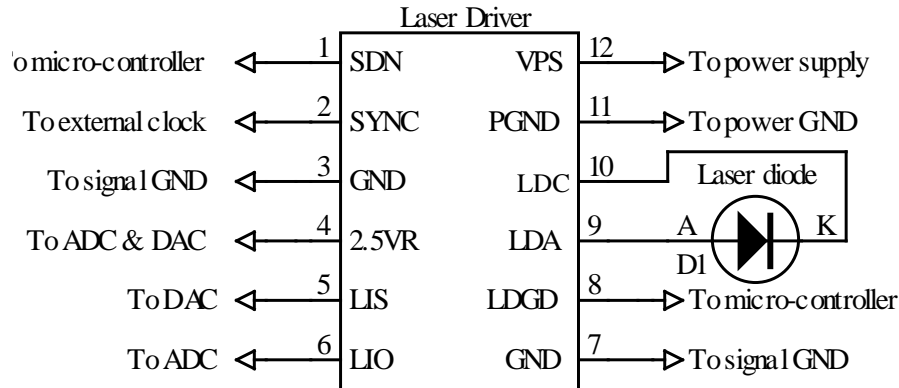 Laser Driver
o micro-controller 1 SDN VPS 12 To power supply
To external clock 2 SYNC PGND 11 To power GND
To signal GND 3 GND LDC 10 Laser diode
To ADC & DAC 4 2.5VR LDA 9 A K
D1
To DAC 5 LIS LDGD 8 To micro-controller
To ADC 6 LIO GND 7 To signal GND